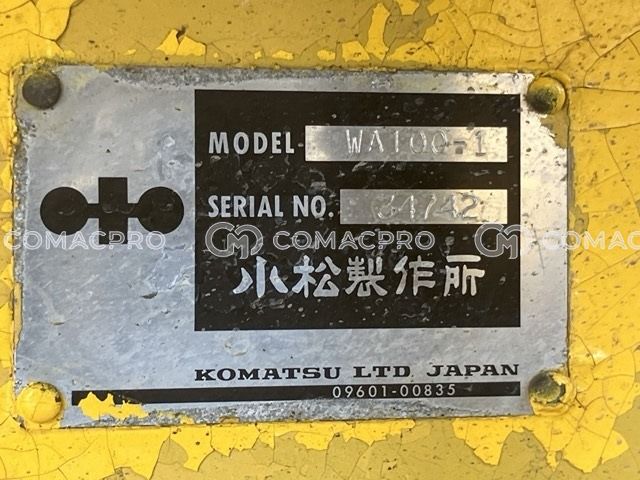 MODEL WA100-1
SERIAL NO. 34742
COMACPRO COMACPRO COMACPRO
小松製作所
KOMATSU LTD JAPAN
09601-00835